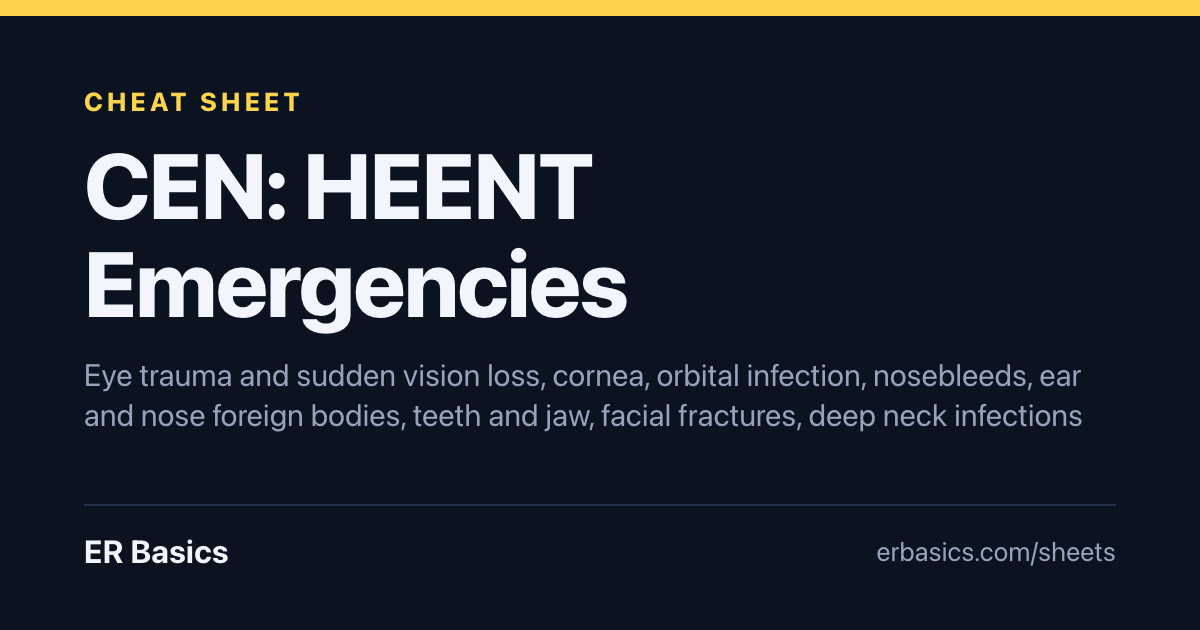 CHEAT SHEET
CEN: HEENT
Emergencies
Eye trauma and sudden vision loss, cornea, orbital infection, nosebleeds, ear
and nose foreign bodies, teeth and jaw, facial fractures, deep neck infections
ER Basics
erbasics.com/sheets